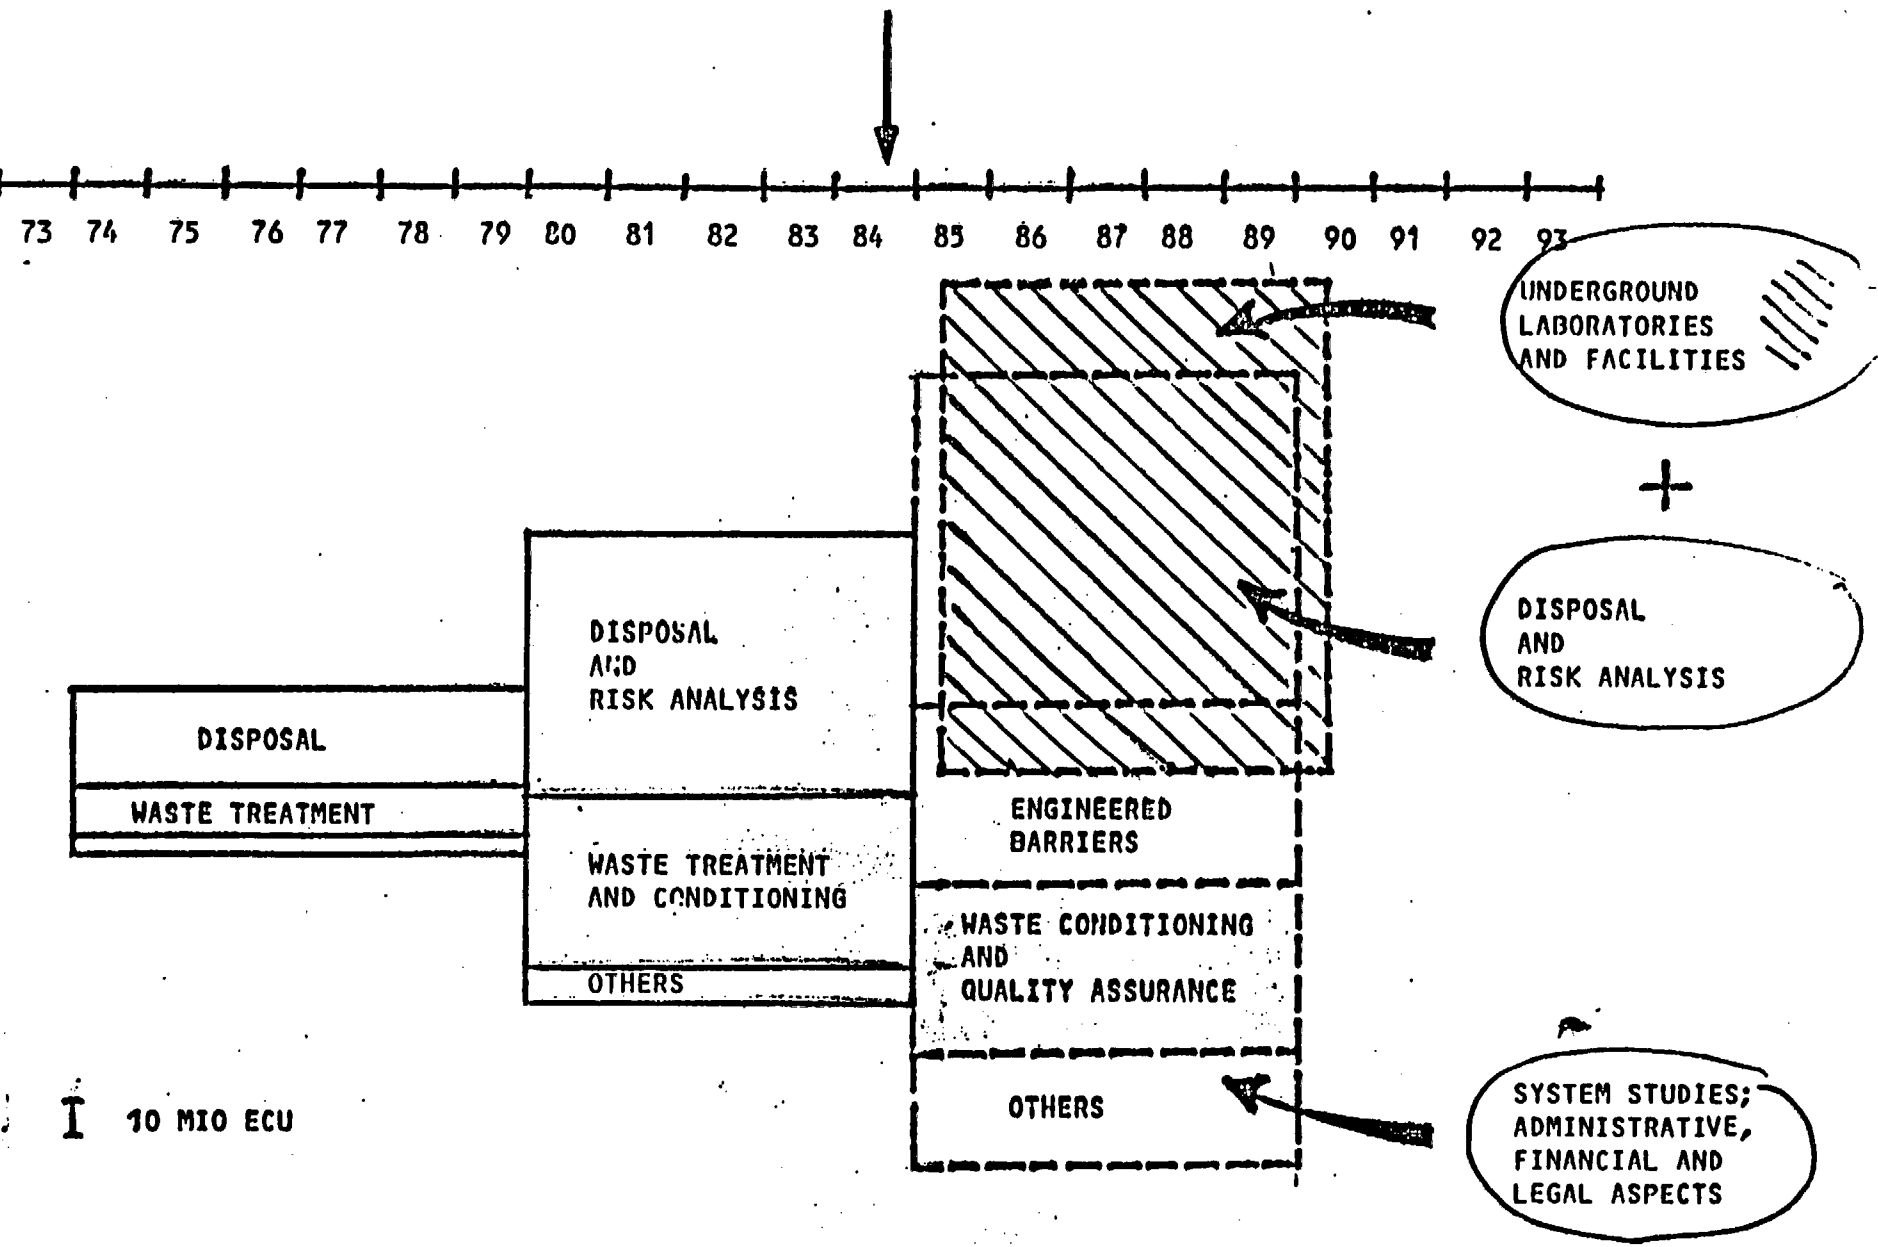 73 74 75 76 77 78 79 80 81 82 83 84 85 86 87 88 89 90 91 92 93
UNDERGROUND
LABORATORIES
AND FACILITIES
+
DISPOSAL
AND
RISK ANALYSIS
DISPOSAL
AND
RISK ANALYSIS
DISPOSAL
WASTE TREATMENT
ENGINEERED
BARRIERS
WASTE TREATMENT
AND CONDITIONING
WASTE CONDITIONING
AND
QUALITY ASSURANCE
OTHERS
OTHERS
10 MIO ECU
SYSTEM STUDIES;
ADMINISTRATIVE,
FINANCIAL AND
LEGAL ASPECTS